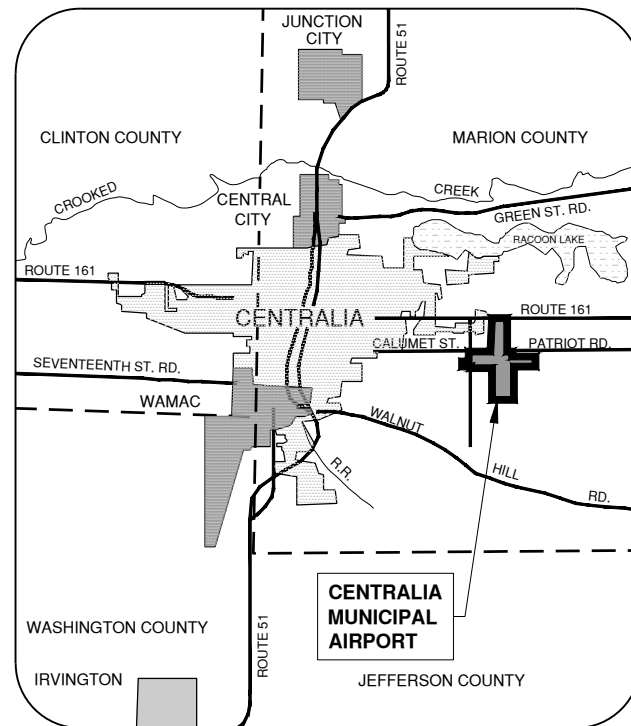 JUNCTION
CITY
ROUTE 51
CLINTON COUNTY
MARION COUNTY
CROOKED
CREEK
CENTRAL
CITY
GREEN ST. RD.
RACOON LAKE
ROUTE 161
ROUTE 161
CENTRALIA
CALUMET ST.
PATRIOT RD.
SEVENTEENTH ST. RD.
WAMAC
WALNUT
HILL
RD.
R.R.
CENTRALIA
MUNICIPAL
AIRPORT
WASHINGTON COUNTY
ROUTE 51
IRVINGTON
JEFFERSON COUNTY